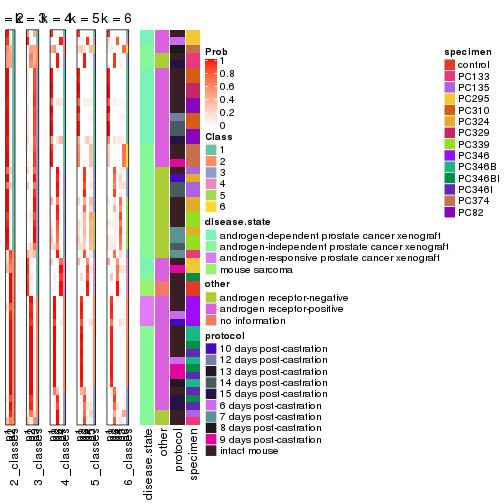 = k 2 = 3 k = 4 k = 5 k = 6
Prob
1
0.8
0.6
0.4
0.2
0
Class
1
2
3
4
5
6
disease.state
androgen-dependent prostate cancer xenograft
androgen-independent prostate cancer xenograft
androgen-responsive prostate cancer xenograft
mouse sarcoma
other
androgen receptor-negative
androgen receptor-positive
no information
protocol
10 days post-castration
12 days post-castration
13 days post-castration
14 days post-castration
15 days post-castration
6 days post-castration
7 days post-castration
8 days post-castration
9 days post-castration
intact mouse
specimen
control
PC133
PC135
PC295
PC310
PC324
PC329
PC339
PC346
PC346B
PC346BI
PC346I
PC374
PC82
2_classes
3_classes
4_classes
5_classes
6_classes
disease.state
other
protocol
specimen